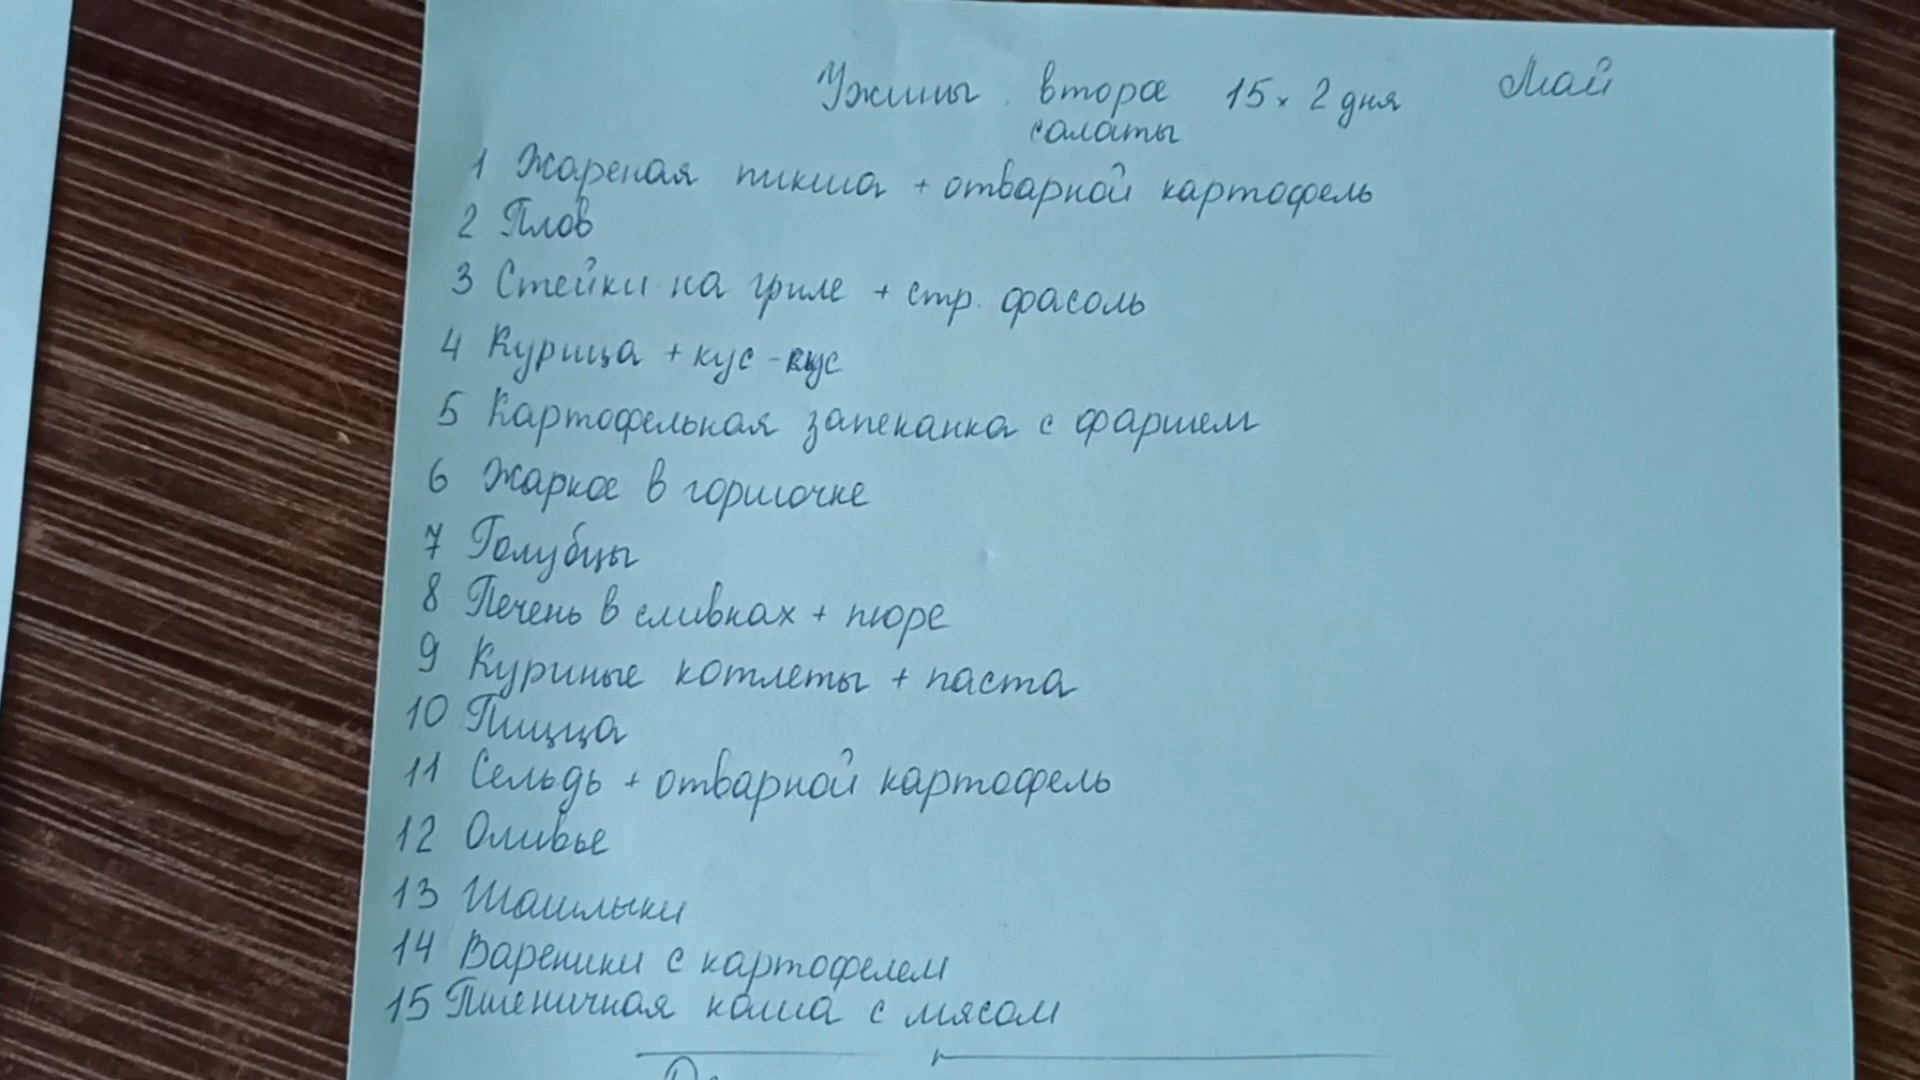 Ужины второе 15 × 2 дня Май
салаты
1 Жареная пикша + отварной картофель
2 Плов
3 Стейки на гриле + стр. фасоль
4 Курица + кус-кус
5 Картофельная запеканка с фаршем
6 Жаркое в горшочке
7 Голубцы
8 Печень в сливках + пюре
9 Куриные котлеты + паста
10 Пицца
11 Сельдь + отварной картофель
12 Оливье
13 Шашлыки
14 Вареники с картофелем
15 Пшеничная каша с мясом